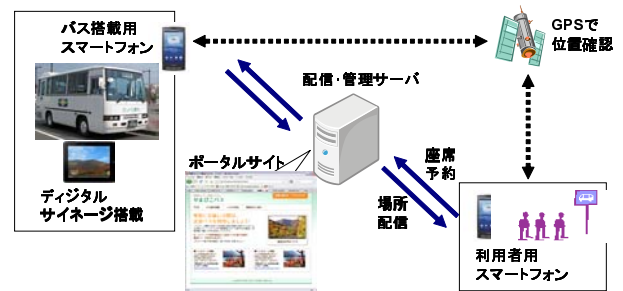 バス搭載用
スマートフォン
GPSで
位置確認
配信・管理サーバ
ポータルサイト
座席
予約
ディジタル
サイネージ搭載
場所
配信
利用者用
スマートフォン